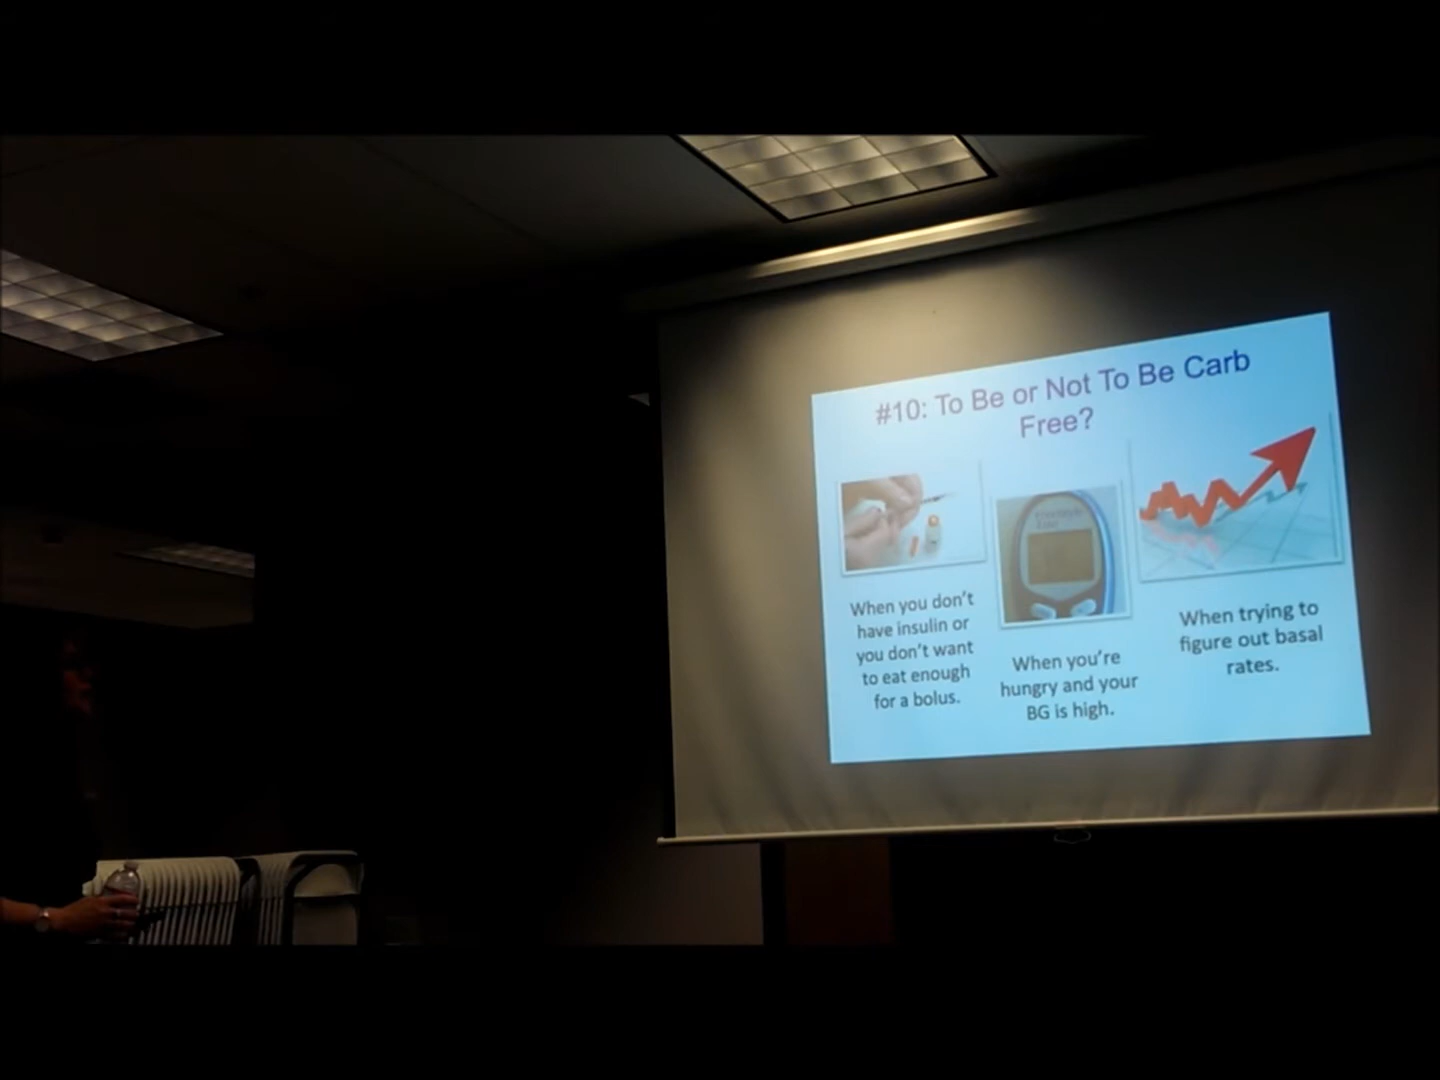 #10: To Be or Not To Be Carb
Free?
When you don't
have insulin or
you don't want
to eat enough
for a bolus.
When you're
hungry and your
BG is high.
When trying to
figure out basal
rates.